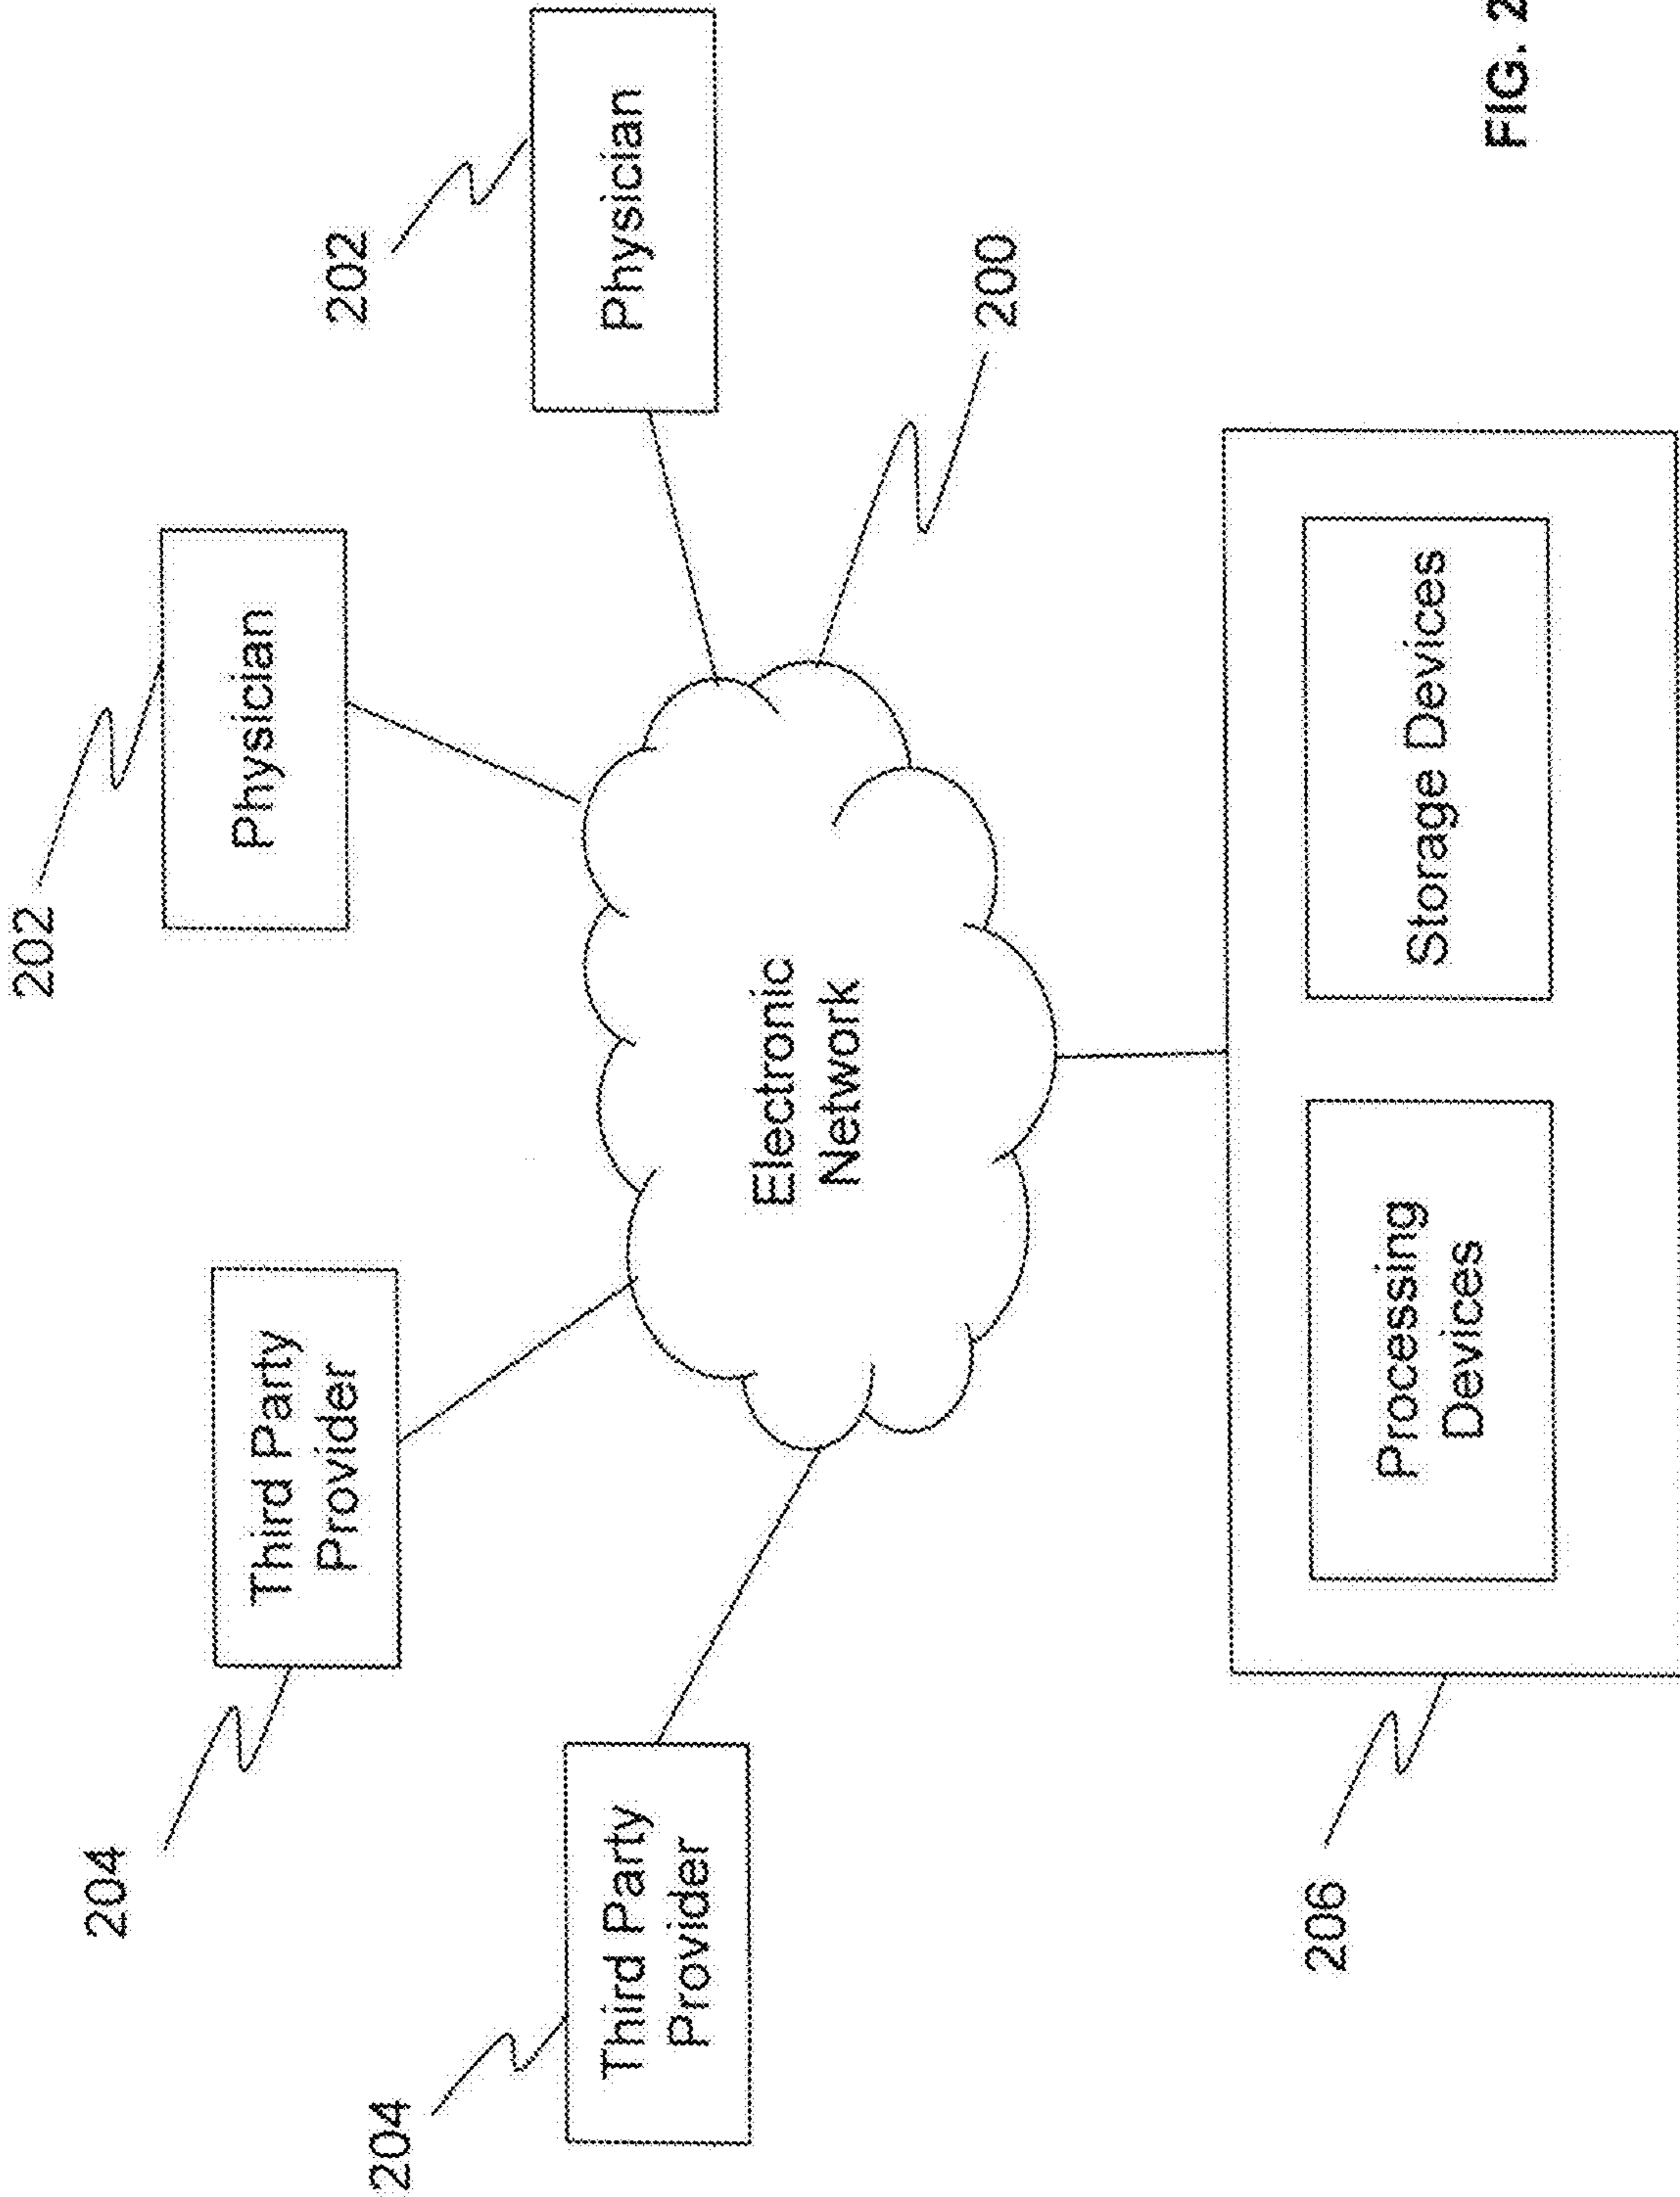 202
202
Physician
Physician
204
Third Party
Provider
204
Third Party
Provider
Electronic
Network
200
206
Processing
Devices
Storage Devices
FIG. 2